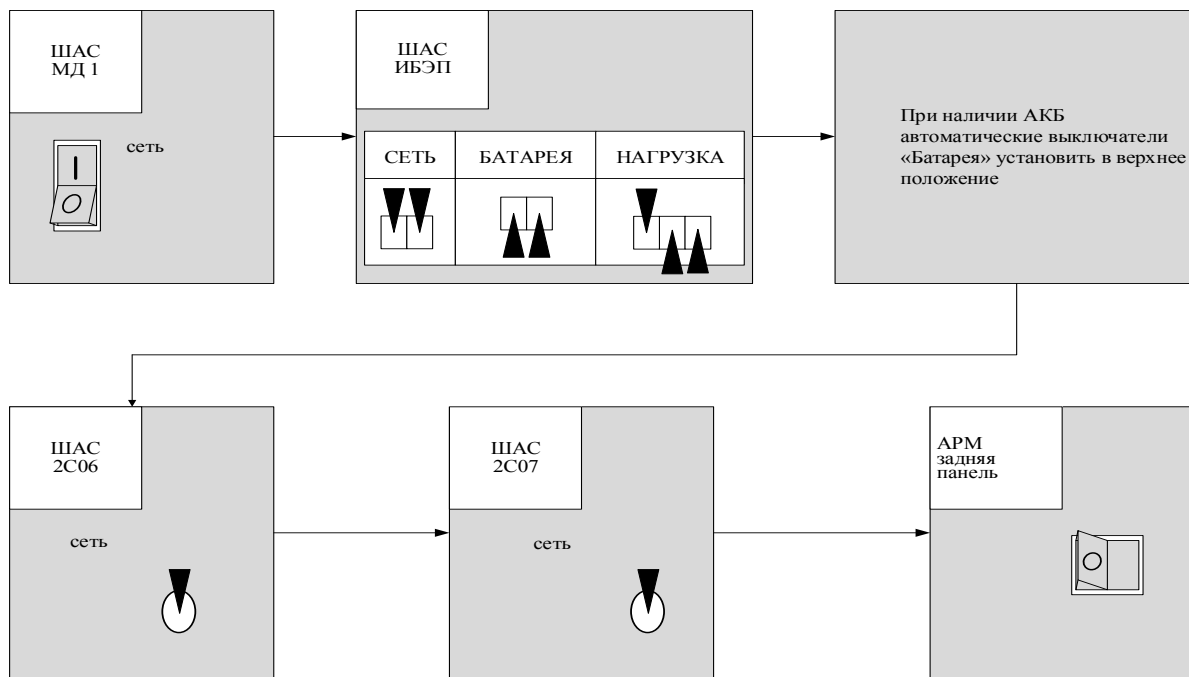 ШАС
МД 1
сеть
ШАС
ИБЭП
СЕТЬ БАТАРЕЯ НАГРУЗКА
При наличии АКБ
автоматические выключатели
«Батарея» установить в верхнее
положение
ШАС
2С06
сеть
ШАС
2С07
сеть
АРМ
задняя
панель